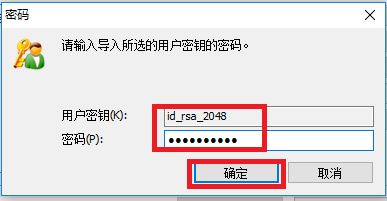 密码
请输入导入所选的用户密钥的密码。
用户密钥(K):
id_rsa_2048
密码(P):
●●●●●●●●●●
确定
取消